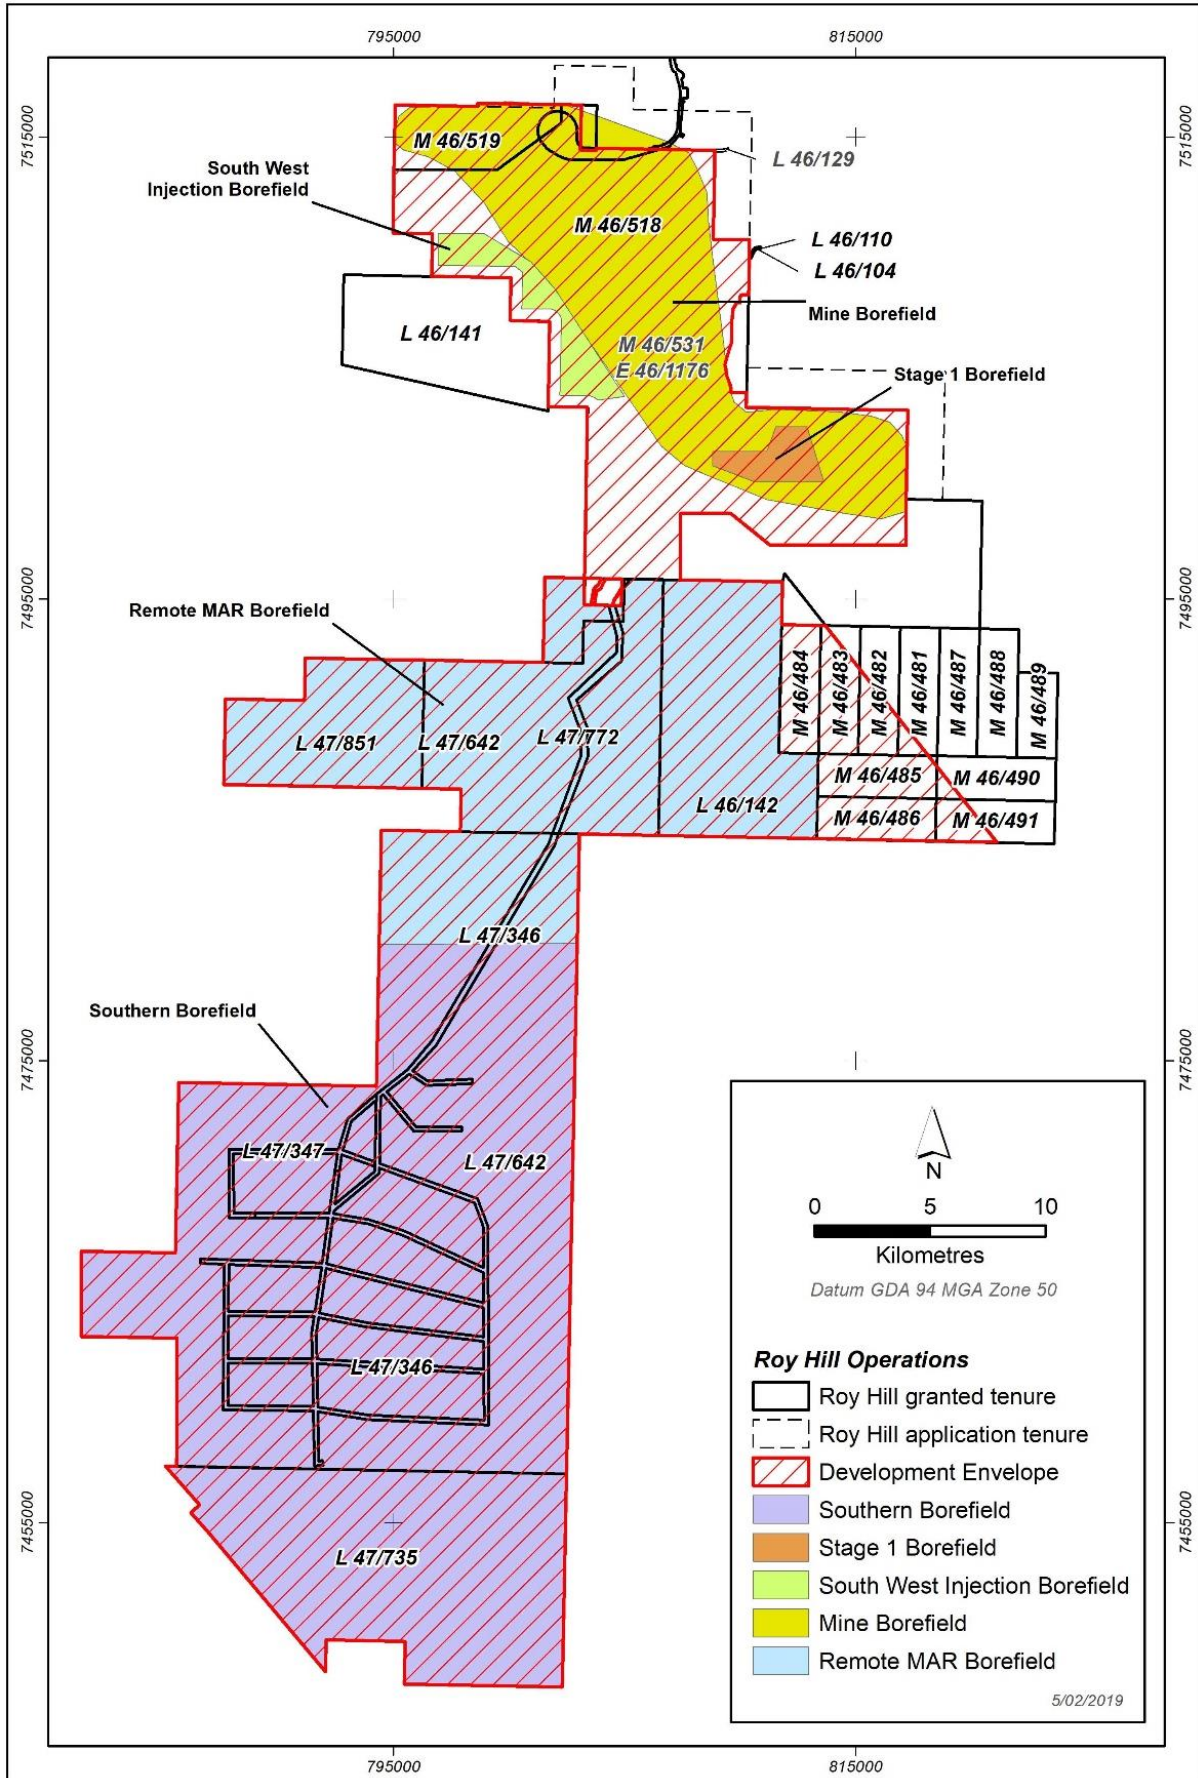 795000
815000
7515000
7515000
M 46/519
L 46/129
South West
Injection Borefield
M 46/518
L 46/110
L 46/104
Mine Borefield
L 46/141
M 46/531
E 46/1176
Stage 1 Borefield
7495000
7495000
Remote MAR Borefield
M 46/484
M 46/483
M 46/482
M 46/481
M 46/487
M 46/488
M 46/489
L 47/851
L 47/642
L 47/772
M 46/485
M 46/490
L 46/142
M 46/486
M 46/491
L 47/346
Southern Borefield
7475000
7475000
L 47/347
L 47/642
L 47/346
7455000
7455000
L 47/735
N
0 5 10
Kilometres
Datum GDA 94 MGA Zone 50
Roy Hill Operations
Roy Hill granted tenure
Roy Hill application tenure
Development Envelope
Southern Borefield
Stage 1 Borefield
South West Injection Borefield
Mine Borefield
Remote MAR Borefield
5/02/2019
795000
815000